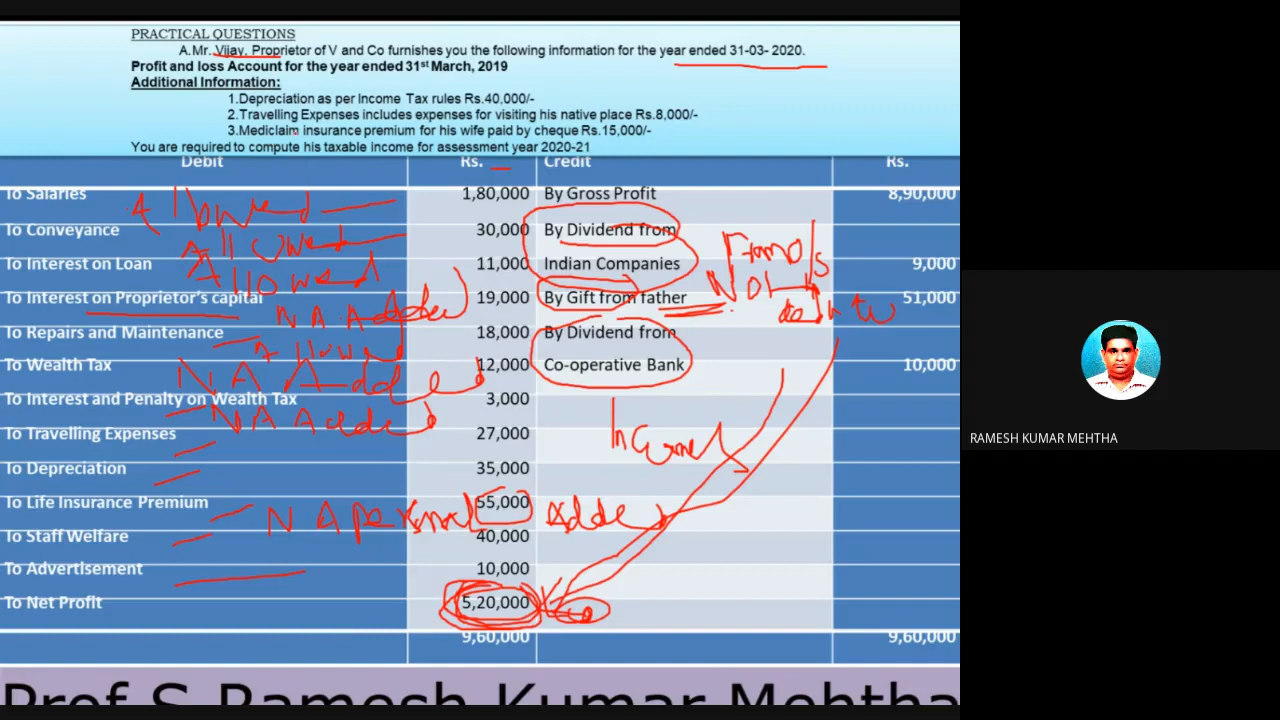 PRACTICAL QUESTIONS
A.Mr. Vijay, Proprietor of V and Co furnishes you the following information for the year ended 31-03- 2020.
Profit and loss Account for the year ended 31st March, 2019
Additional Information:
1.Depreciation as per Income Tax rules Rs.40,000/-
2.Travelling Expenses includes expenses for visiting his native place Rs.8,000/-
3.Mediclaim insurance premium for his wife paid by cheque Rs.15,000/-
You are required to compute his taxable income for assessment year 2020-21
Debit Rs. Credit Rs.
To Salaries 1,80,000 By Gross Profit 8,90,000
Allowed
To Conveyance 30,000 By Dividend from
Allowed
To Interest on Loan 11,000 Indian Companies 9,000
Allowed
To Interest on Proprietor's capital 19,000 By Gift from father 51,000
N A Added
Not
To Repairs and Maintenance 18,000 By Dividend from
Allowed
To Wealth Tax 12,000 Co-operative Bank 10,000
N A Added
To Interest and Penalty on Wealth Tax 3,000
N A Added
To Travelling Expenses 27,000
Income
To Depreciation 35,000
To Life Insurance Premium 55,000
N A personal Added
To Staff Welfare 40,000
To Advertisement 10,000
To Net Profit 5,20,000
9,60,000 9,60,000
Prof S Ramesh Kumar Mehtha
RAMESH KUMAR MEHTHA